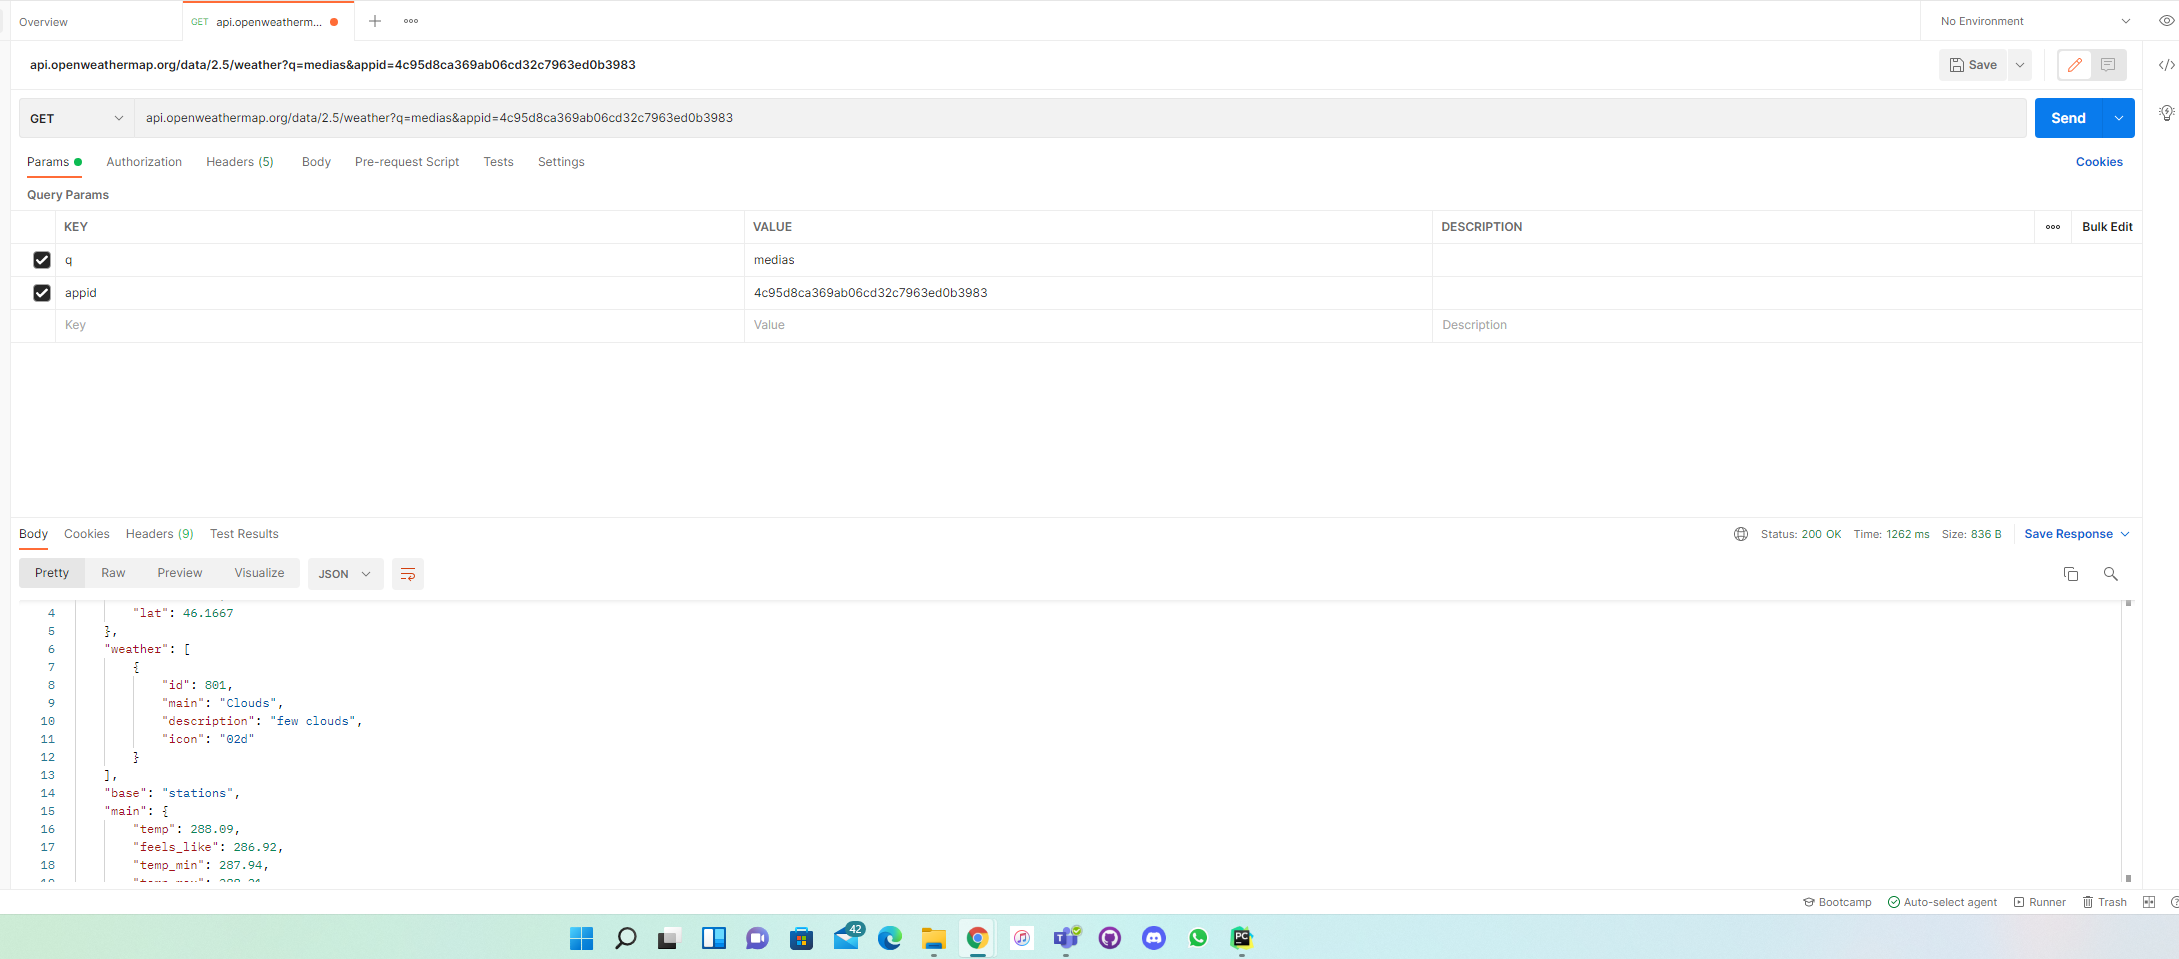 Overview
GET api.openweatherm...
No Environment
api.openweathermap.org/data/2.5/weather?q=medias&appid=4c95d8ca369ab06cd32c7963ed0b3983
Save
GET
api.openweathermap.org/data/2.5/weather?q=medias&appid=4c95d8ca369ab06cd32c7963ed0b3983
Send
Params Authorization Headers (5) Body Pre-request Script Tests Settings Cookies
Query Params
KEY VALUE DESCRIPTION Bulk Edit
q medias
appid 4c95d8ca369ab06cd32c7963ed0b3983
Key Value Description
Body Cookies Headers (9) Test Results Status: 200 OK Time: 1262 ms Size: 836 B Save Response
Pretty Raw Preview Visualize JSON
4 "lat": 46.1667
5 },
6 "weather": [
7 {
8 "id": 801,
9 "main": "Clouds",
10 "description": "few clouds",
11 "icon": "02d"
12 }
13 ],
14 "base": "stations",
15 "main": {
16 "temp": 288.09,
17 "feels_like": 286.92,
18 "temp_min": 287.94,
Bootcamp Auto-select agent Runner Trash
42
T
PC